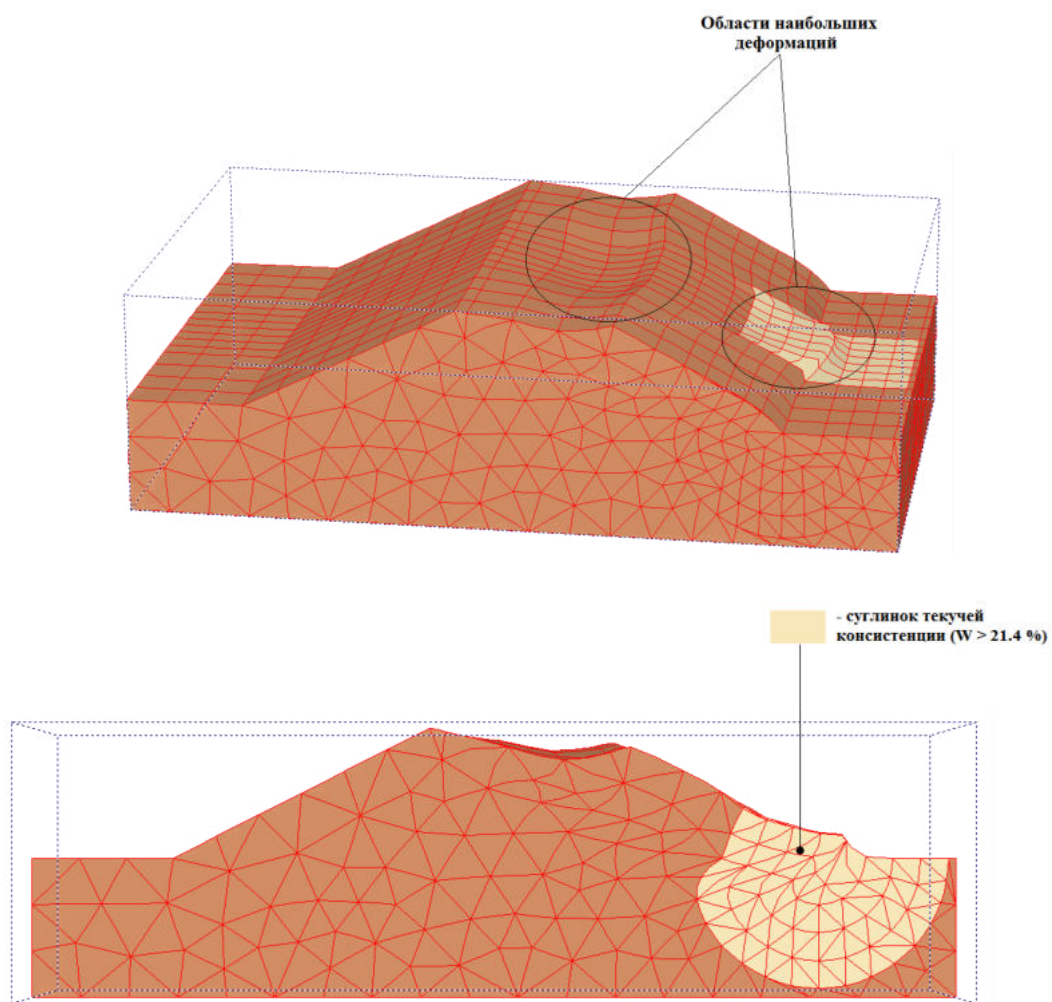 Области наибольших
деформаций
- суглинок текучей
консистенции (W > 21.4 %)